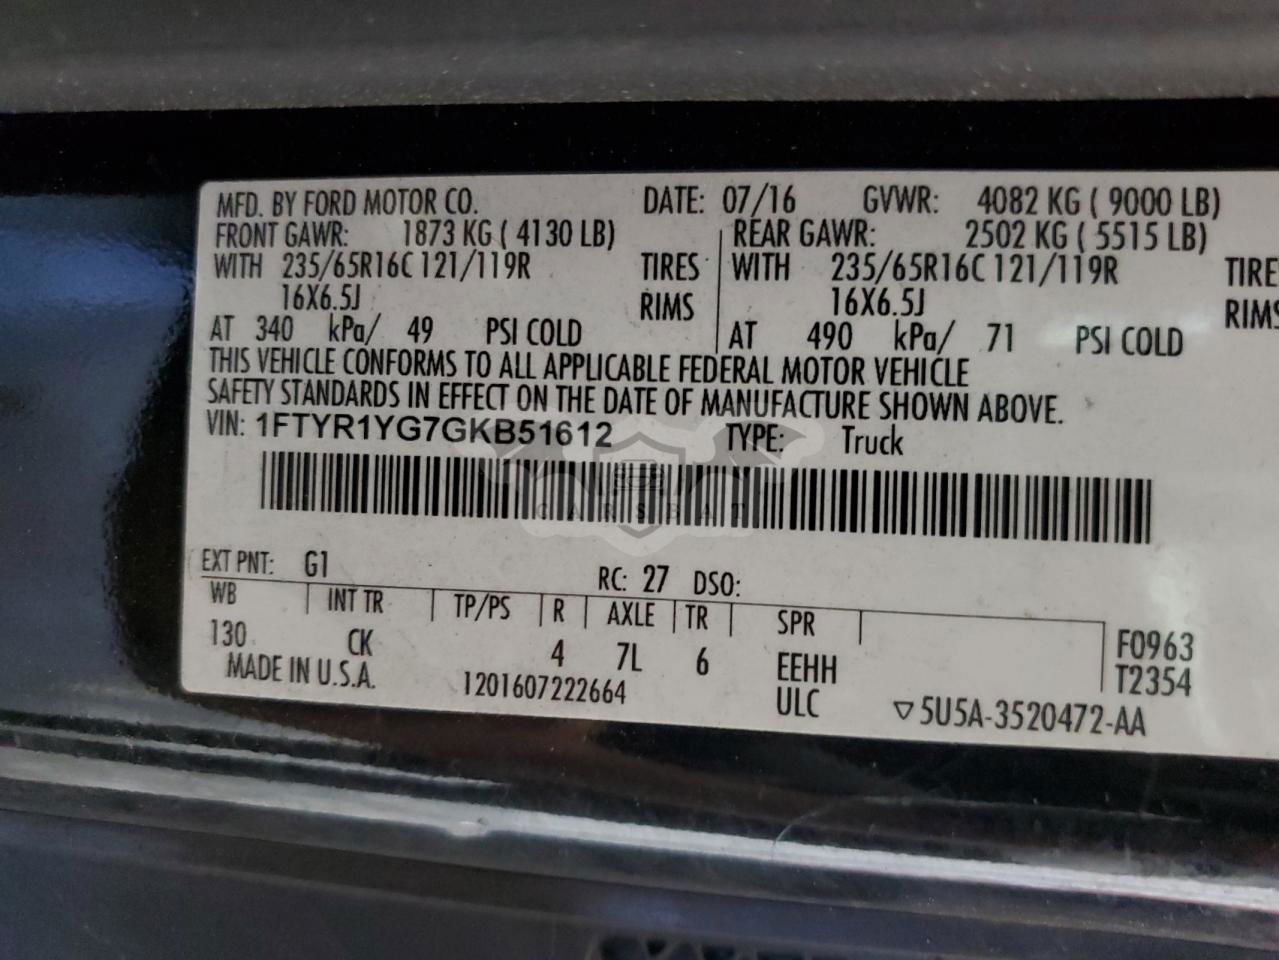 MFD. BY FORD MOTOR CO. DATE: 07/16 GVWR: 4082 KG ( 9000 LB)
FRONT GAWR: 1873 KG ( 4130 LB) REAR GAWR: 2502 KG ( 5515 LB)
WITH 235/65R16C 121/119R TIRES WITH 235/65R16C 121/119R TIRE
16X6.5J RIMS 16X6.5J RIMS
AT 340 kPa/ 49 PSI COLD AT 490 kPa/ 71 PSI COLD
THIS VEHICLE CONFORMS TO ALL APPLICABLE FEDERAL MOTOR VEHICLE
SAFETY STANDARDS IN EFFECT ON THE DATE OF MANUFACTURE SHOWN ABOVE.
VIN: 1FTYR1YG7GKB51612 TYPE: Truck
CARSBAT
EXT PNT: G1 RC: 27 DSO:
WB INT TR TP/PS R AXLE TR SPR
130 CK 4 7L 6 EEHH F0963
MADE IN U.S.A. 1201607222664 ULC T2354
5U5A-3520472-AA